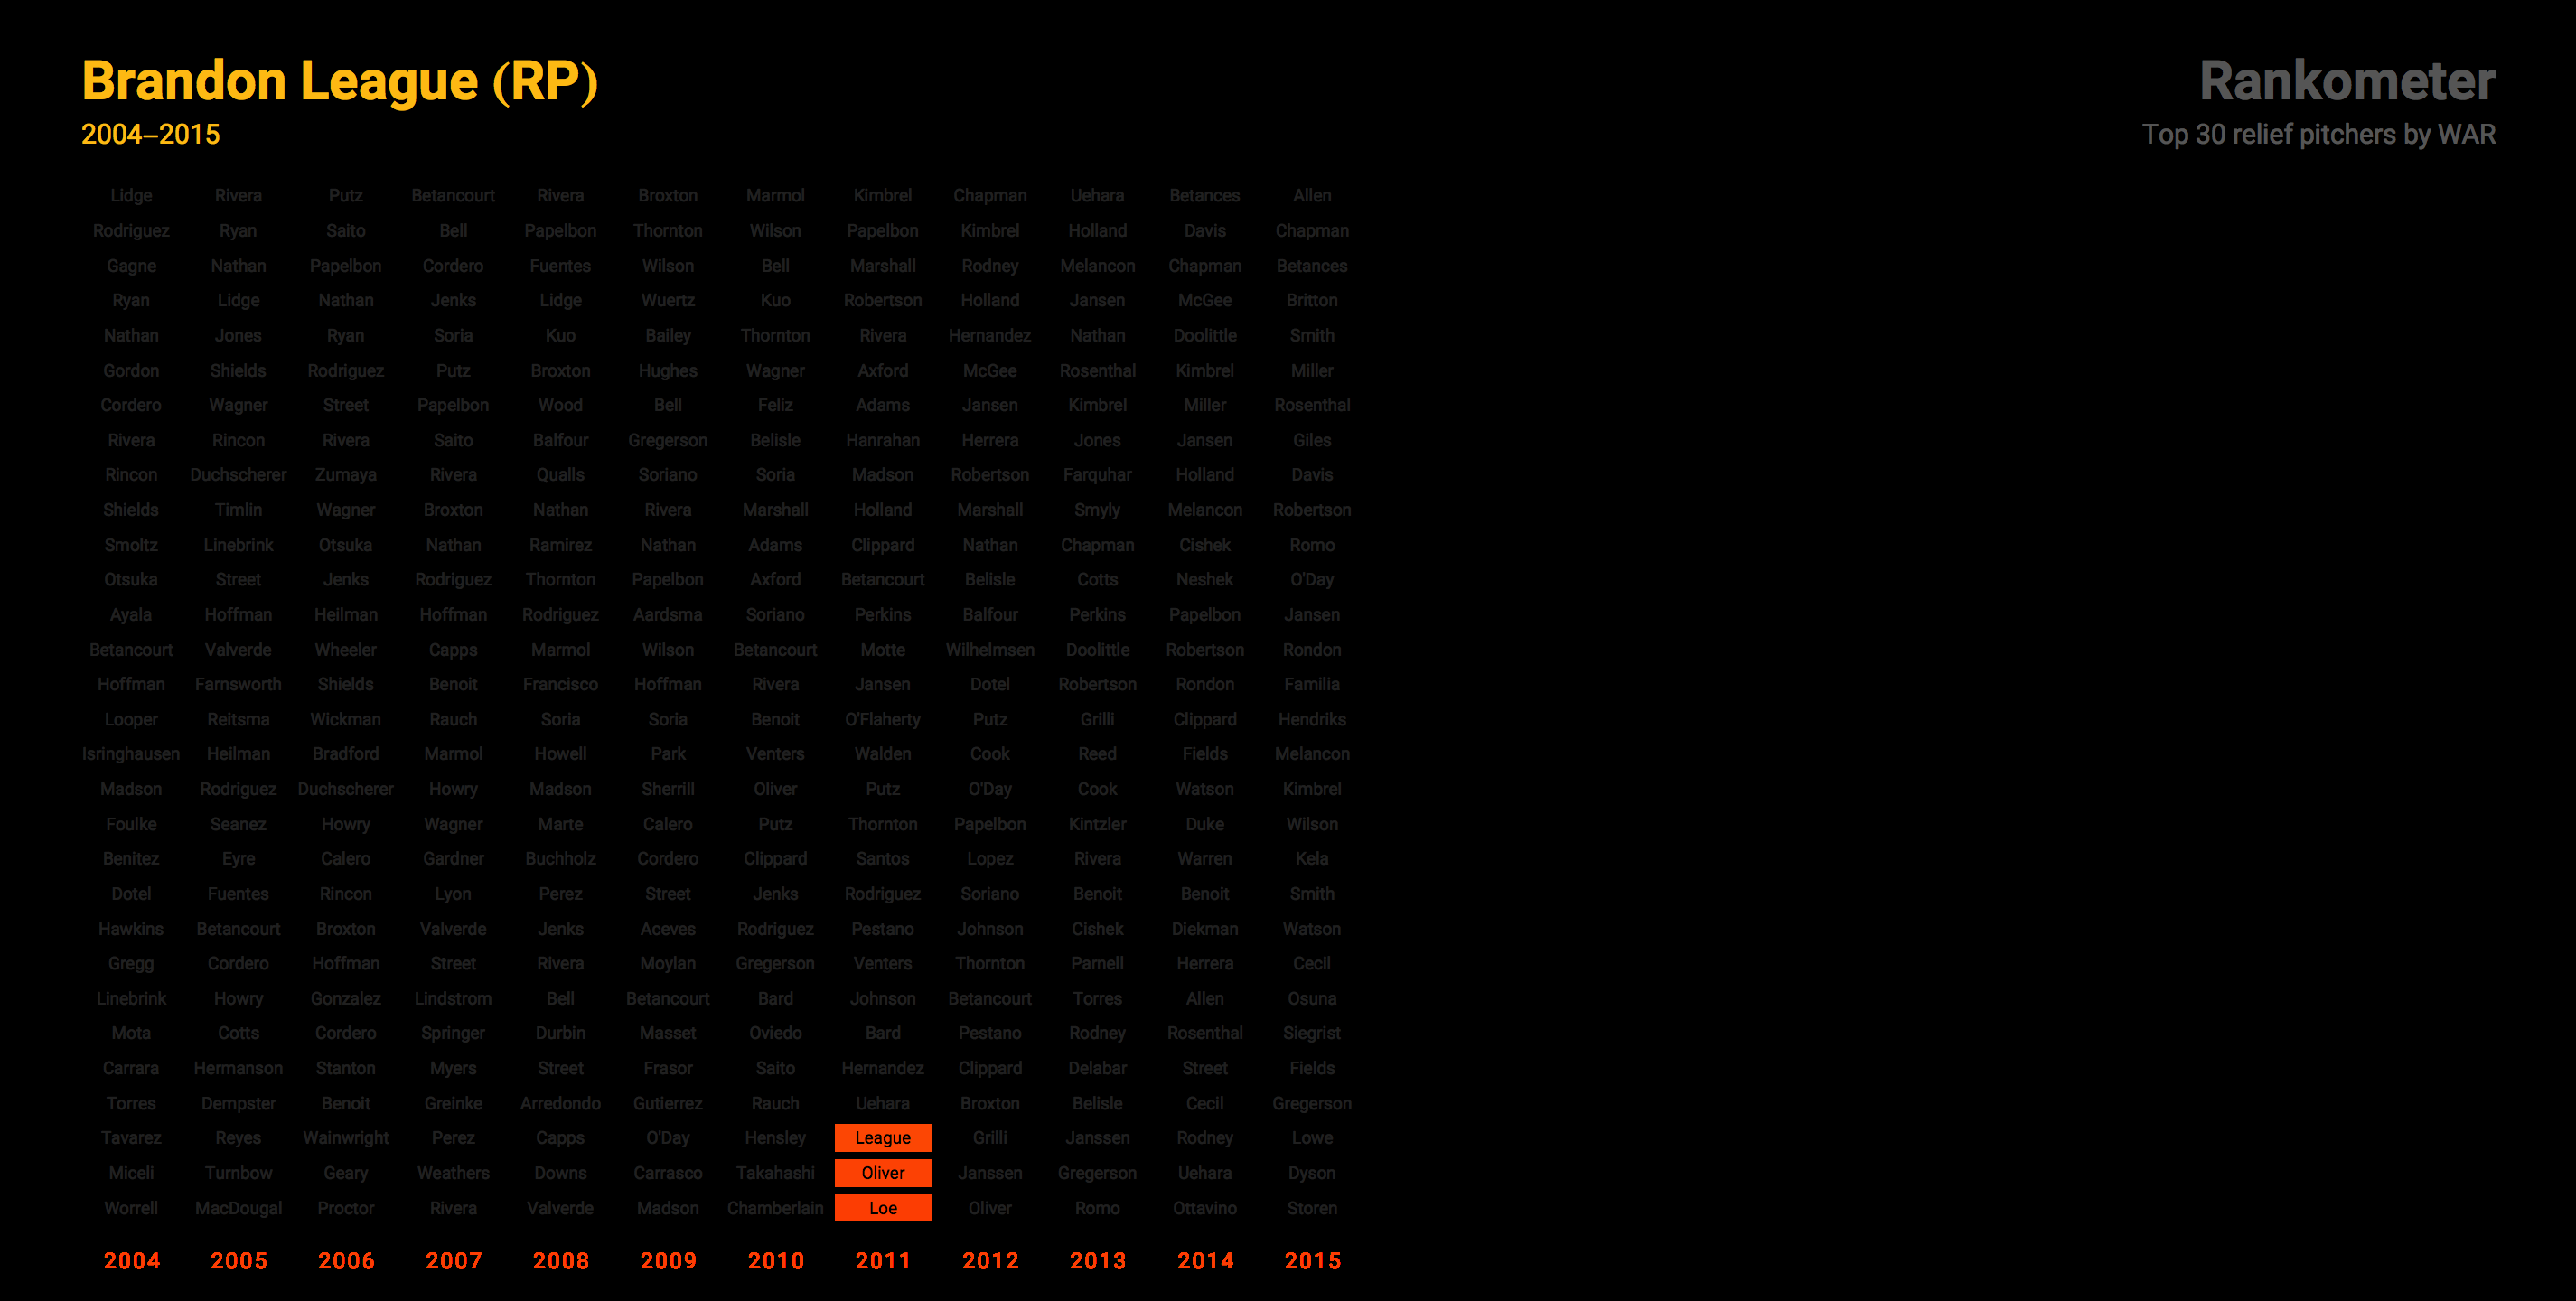 Brandon League (RP)
2004–2015
Rankometer
Top 30 relief pitchers by WAR
Lidge Rivera Putz Betancourt Rivera Broxton Marmol Kimbrel Chapman Uehara Betances Allen
Rodriguez Ryan Saito Bell Papelbon Thornton Wilson Papelbon Kimbrel Holland Davis Chapman
Gagne Nathan Papelbon Cordero Fuentes Wilson Bell Marshall Rodney Melancon Chapman Betances
Ryan Lidge Nathan Jenks Lidge Wuertz Kuo Robertson Holland Jansen McGee Britton
Nathan Jones Ryan Soria Kuo Bailey Thornton Rivera Hernandez Nathan Doolittle Smith
Gordon Shields Rodriguez Putz Broxton Hughes Wagner Axford McGee Rosenthal Kimbrel Miller
Cordero Wagner Street Papelbon Wood Bell Feliz Adams Jansen Kimbrel Miller Rosenthal
Rivera Rincon Rivera Saito Balfour Gregerson Belisle Hanrahan Herrera Jones Jansen Giles
Rincon Duchscherer Zumaya Rivera Qualls Soriano Soria Madson Robertson Farquhar Holland Davis
Shields Timlin Wagner Broxton Nathan Rivera Marshall Holland Marshall Smyly Melancon Robertson
Smoltz Linebrink Otsuka Nathan Ramirez Nathan Adams Clippard Nathan Chapman Cishek Romo
Otsuka Street Jenks Rodriguez Thornton Papelbon Axford Betancourt Belisle Cotts Neshek O'Day
Ayala Hoffman Heilman Hoffman Rodriguez Aardsma Soriano Perkins Balfour Perkins Papelbon Jansen
Betancourt Valverde Wheeler Capps Marmol Wilson Betancourt Motte Wilhelmsen Doolittle Robertson Rondon
Hoffman Farnsworth Shields Benoit Francisco Hoffman Rivera Jansen Dotel Robertson Rondon Familia
Looper Reitsma Wickman Rauch Soria Soria Benoit O'Flaherty Putz Grilli Clippard Hendriks
Isringhausen Heilman Bradford Marmol Howell Park Venters Walden Cook Reed Fields Melancon
Madson Rodriguez Duchscherer Howry Madson Sherrill Oliver Putz O'Day Cook Watson Kimbrel
Foulke Seanez Howry Wagner Marte Calero Putz Thornton Papelbon Kintzler Duke Wilson
Benitez Eyre Calero Gardner Buchholz Cordero Clippard Santos Lopez Rivera Warren Kela
Dotel Fuentes Rincon Lyon Perez Street Jenks Rodriguez Soriano Benoit Benoit Smith
Hawkins Betancourt Broxton Valverde Jenks Aceves Rodriguez Pestano Johnson Cishek Diekman Watson
Gregg Cordero Hoffman Street Rivera Moylan Gregerson Venters Thornton Parnell Herrera Cecil
Linebrink Howry Gonzalez Lindstrom Bell Betancourt Bard Johnson Betancourt Torres Allen Osuna
Mota Cotts Cordero Springer Durbin Masset Oviedo Bard Pestano Rodney Rosenthal Siegrist
Carrara Hermanson Stanton Myers Street Frasor Saito Hernandez Clippard Delabar Street Fields
Torres Dempster Benoit Greinke Arredondo Gutierrez Rauch Uehara Broxton Belisle Cecil Gregerson
Tavarez Reyes Wainwright Perez Capps O'Day Hensley League Grilli Janssen Rodney Lowe
Miceli Turnbow Geary Weathers Downs Carrasco Takahashi Oliver Janssen Gregerson Uehara Dyson
Worrell MacDougal Proctor Rivera Valverde Madson Chamberlain Loe Oliver Romo Ottavino Storen
2004 2005 2006 2007 2008 2009 2010 2011 2012 2013 2014 2015